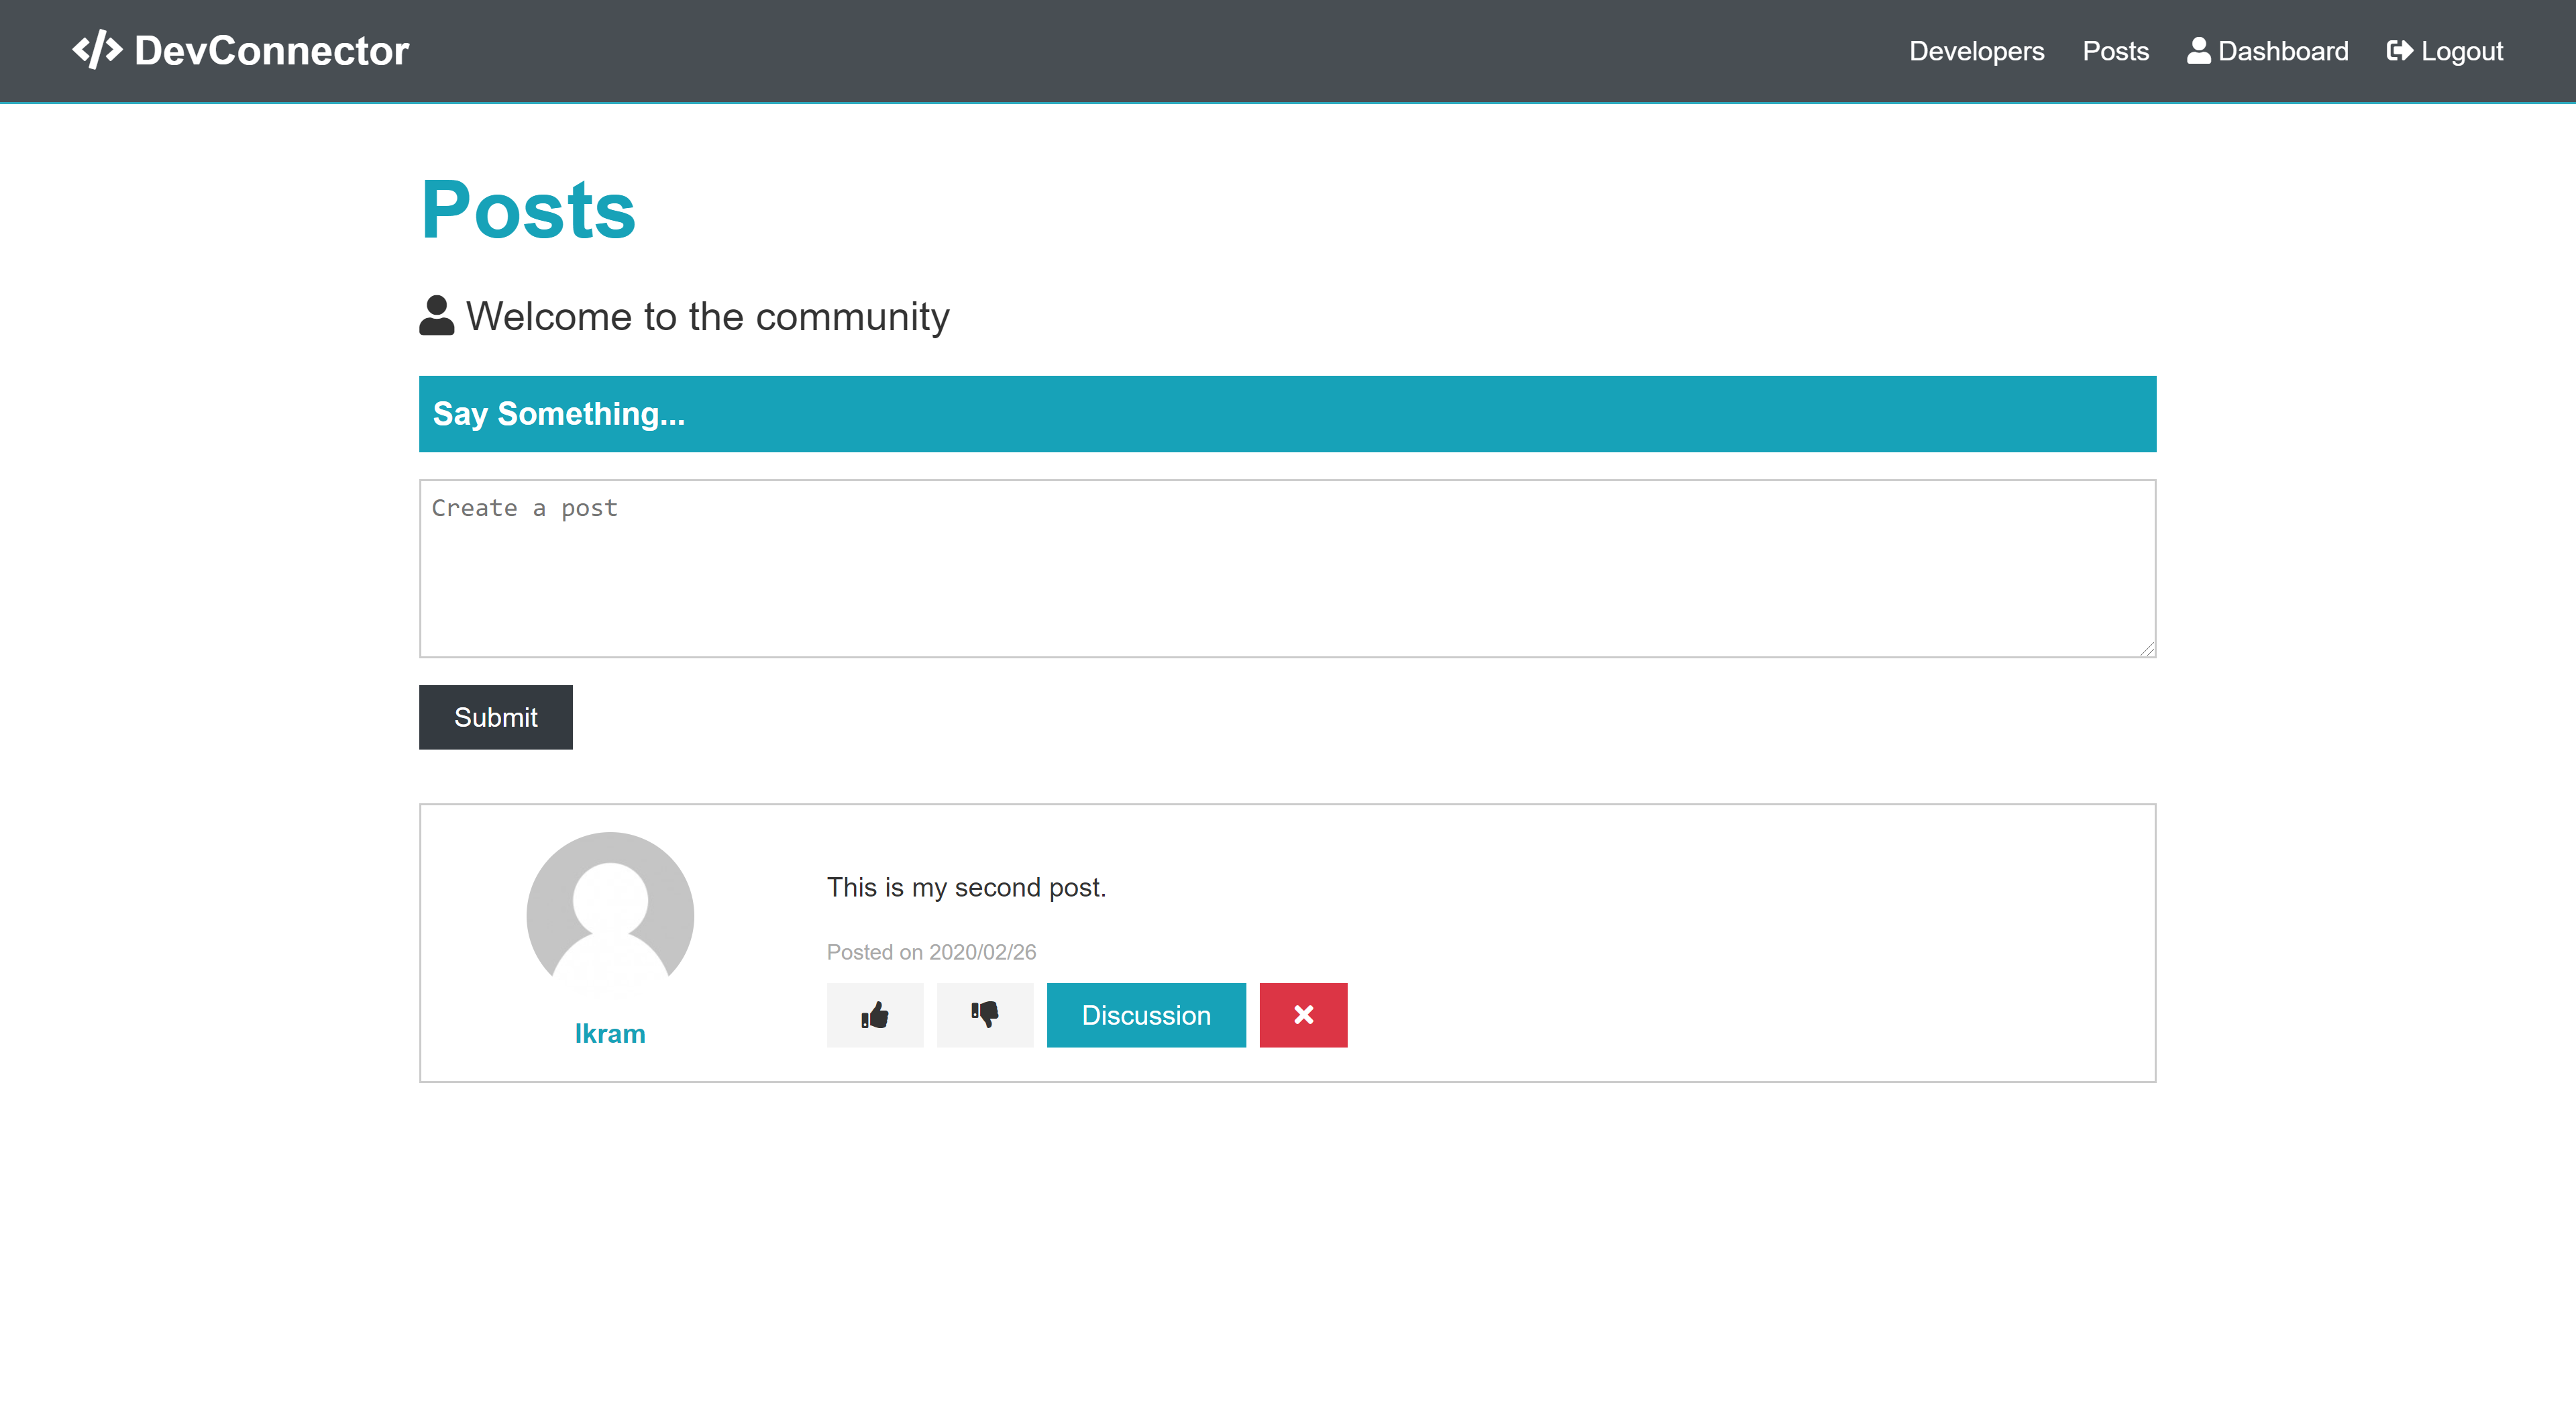 DevConnector
Developers Posts Dashboard Logout
Posts
Welcome to the community
Say Something...
Create a post
Submit
This is my second post.
Posted on 2020/02/26
Discussion
Ikram